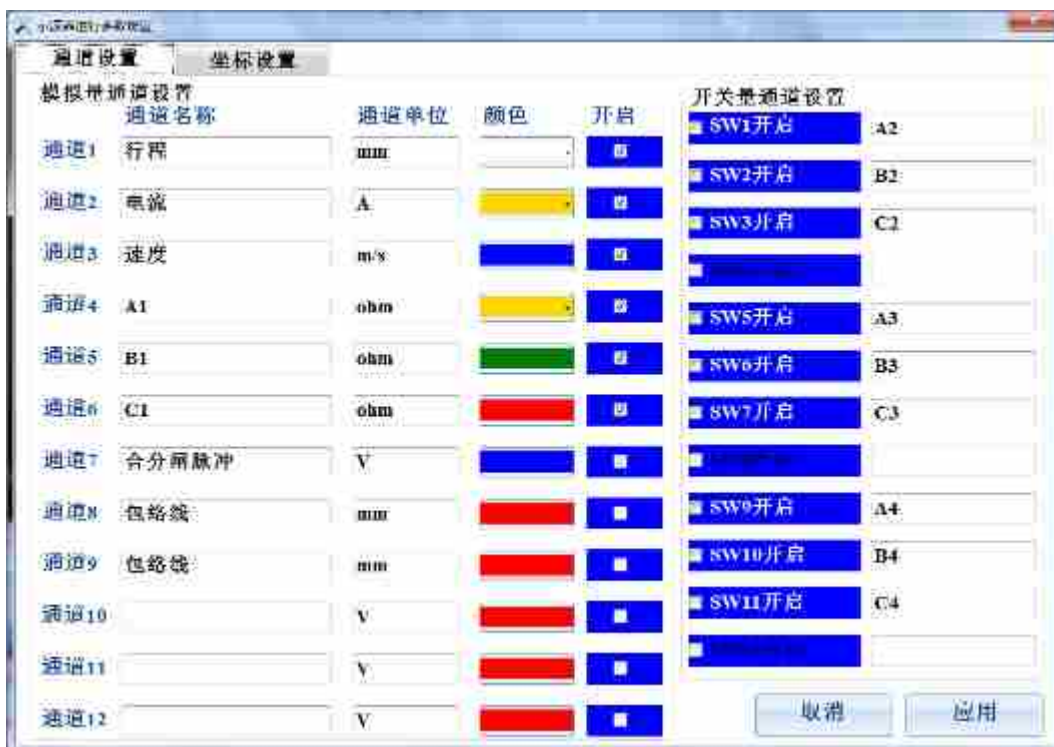 通道设置 坐标设置
模拟量通道设置
通道名称 通道单位 颜色 开启
通道1 行程 mm
通道2 电流 A
通道3 速度 m/s
通道4 A1 ohm
通道5 B1 ohm
通道6 C1 ohm
通道7 合分闸脉冲 V
通道8 包络线 mm
通道9 包络线 mm
通道10 V
通道11 V
通道12 V
开关量通道设置
SW1开启 A2
SW2开启 B2
SW3开启 C2
SW5开启 A3
SW6开启 B3
SW7开启 C3
SW9开启 A4
SW10开启 B4
SW11开启 C4
取消 应用